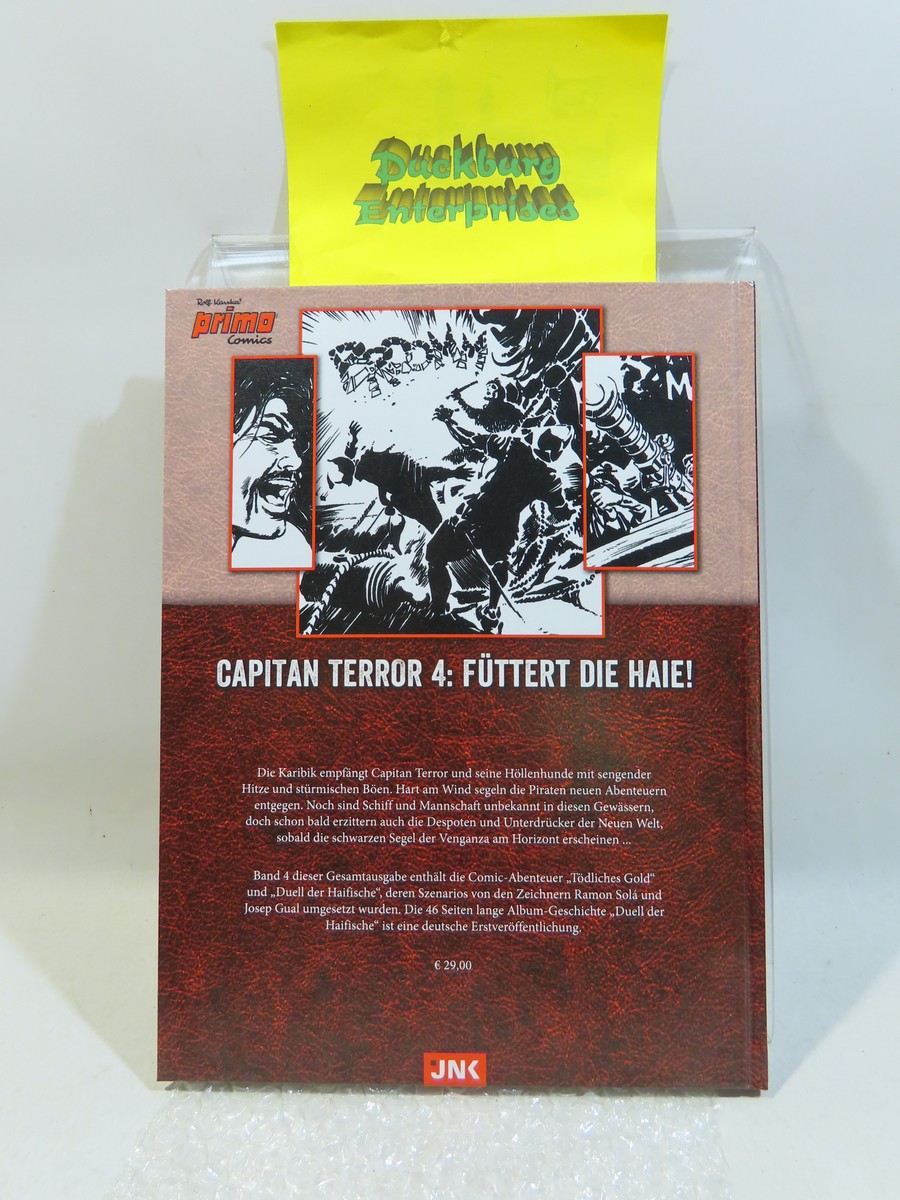 Duckburg
Enterprises
Rolf Kauka's
primo
Comics
BROMM
M
CAPITAN TERROR 4: FÜTTERT DIE HAIE!
Die Karibik empfängt Capitan Terror und seine Höllenhunde mit sengender
Hitze und stürmischen Böen. Hart am Wind segeln die Piraten neuen Abenteuern
entgegen. Noch sind Schiff und Mannschaft unbekannt in diesen Gewässern,
doch schon bald erzittern auch die Despoten und Unterdrücker der Neuen Welt,
sobald die schwarzen Segel der Venganza am Horizont erscheinen ...
Band 4 dieser Gesamtausgabe enthält die Comic-Abenteuer „Tödliches Gold“
und „Duell der Haifische“, deren Szenarios von den Zeichnern Ramon Solá und
Josep Gual umgesetzt wurden. Die 46 Seiten lange Album-Geschichte „Duell der
Haifische“ ist eine deutsche Erstveröffentlichung.
€ 29,00
JNK